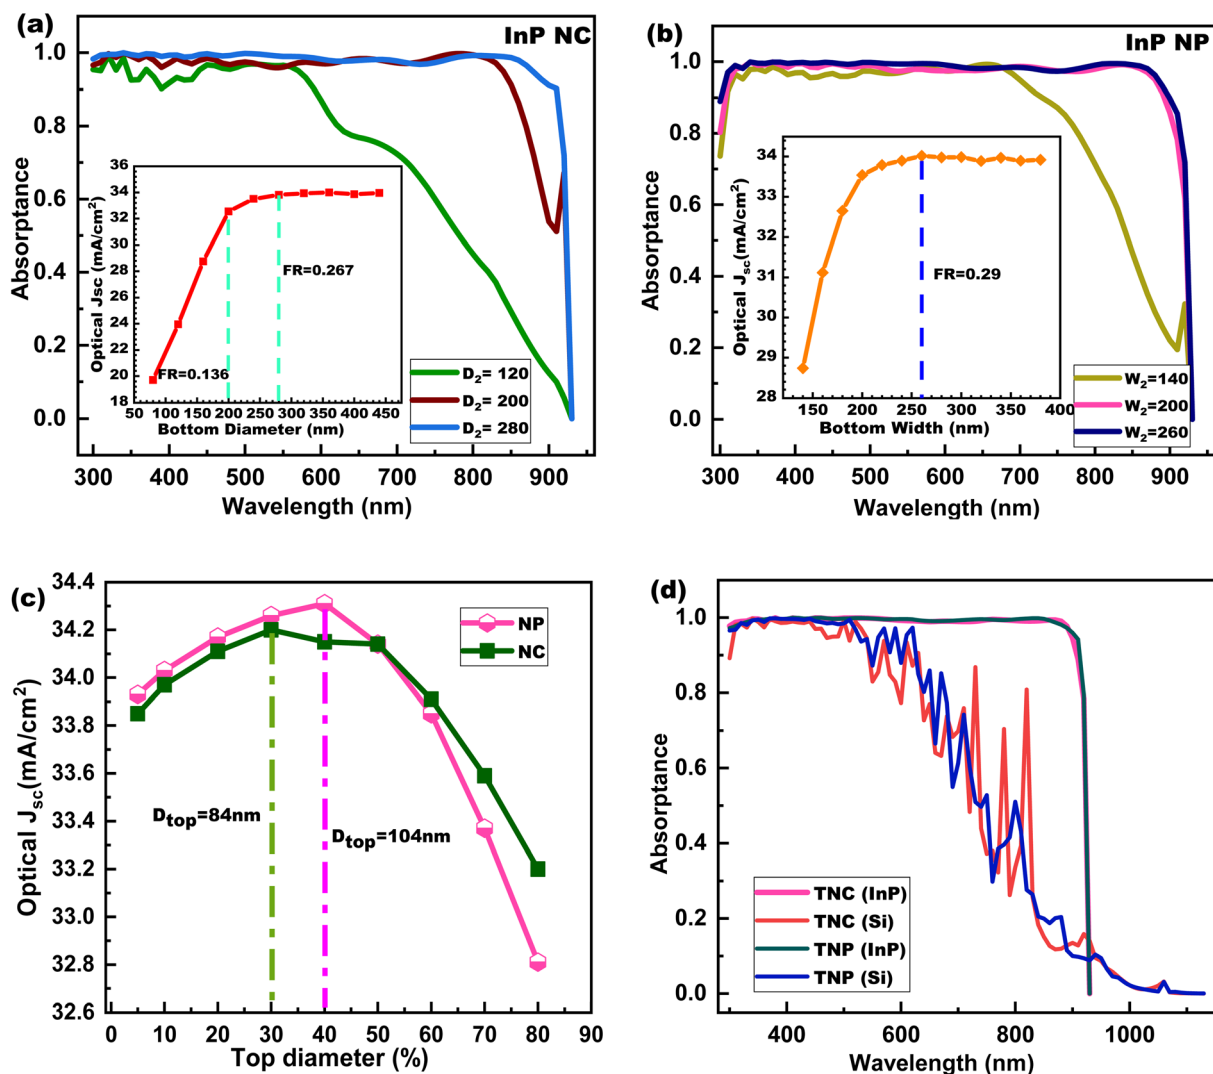 (a)
InP NC
1.0
0.8
0.6
0.4
0.2
0.0
Absorptance
300 400 500 600 700 800 900
Wavelength (nm)
36
34
32
30
28
26
24
22
20
18
Optical Jsc (mA/cm²)
50 100 150 200 250 300 350 400 450
Bottom Diameter (nm)
FR=0.267
FR=0.136
D₂= 120
D₂= 200
D₂= 280
(b)
InP NP
1.0
0.8
0.6
0.4
0.2
0.0
Absorptance
300 400 500 600 700 800 900
Wavelength (nm)
34
33
32
31
30
29
28
Optical Jsc(mA/cm²)
150 200 250 300 350 400
Bottom Width (nm)
FR=0.29
W₂=140
W₂=200
W₂=260
(c)
34.4
34.2
34.0
33.8
33.6
33.4
33.2
33.0
32.8
32.6
Optical Jsc(mA/cm²)
0 10 20 30 40 50 60 70 80 90
Top diameter (%)
NP
NC
Dtop=84nm
Dtop=104nm
(d)
1.0
0.8
0.6
0.4
0.2
0.0
Absorptance
400 600 800 1000
Wavelength (nm)
TNC (InP)
TNC (Si)
TNP (InP)
TNP (Si)